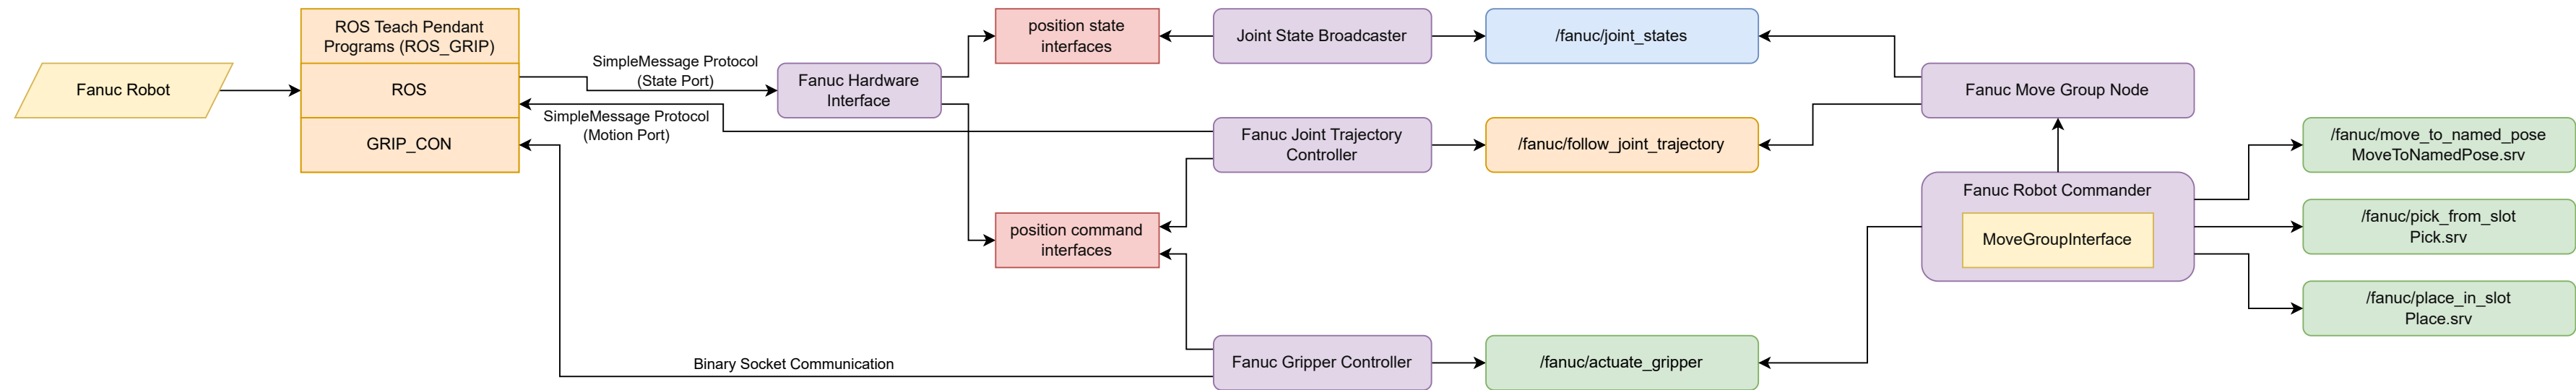 Fanuc Robot
ROS Teach Pendant
Programs (ROS_GRIP)
ROS
GRIP_CON
SimpleMessage Protocol
(State Port)
SimpleMessage Protocol
(Motion Port)
Binary Socket Communication
Fanuc Hardware
Interface
position state
interfaces
position command
interfaces
Joint State Broadcaster
Fanuc Joint Trajectory
Controller
Fanuc Gripper Controller
/fanuc/joint_states
/fanuc/follow_joint_trajectory
/fanuc/actuate_gripper
Fanuc Move Group Node
Fanuc Robot Commander
MoveGroupInterface
/fanuc/move_to_named_pose
MoveToNamedPose.srv
/fanuc/pick_from_slot
Pick.srv
/fanuc/place_in_slot
Place.srv